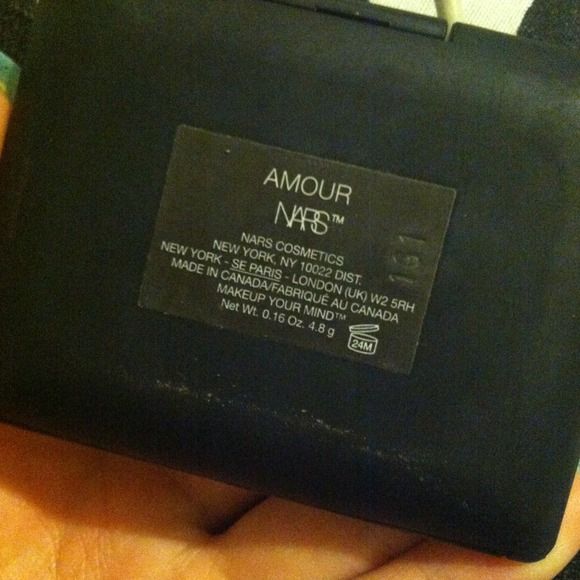 AMOUR
NARS™
NARS COSMETICS
NEW YORK, NY 10022 DIST.
NEW YORK - SE PARIS - LONDON (UK) W2 5RH
MADE IN CANADA/FABRIQUÉ AU CANADA
MAKEUP YOUR MIND™
Net Wt. 0.16 Oz. 4.8 g
24M